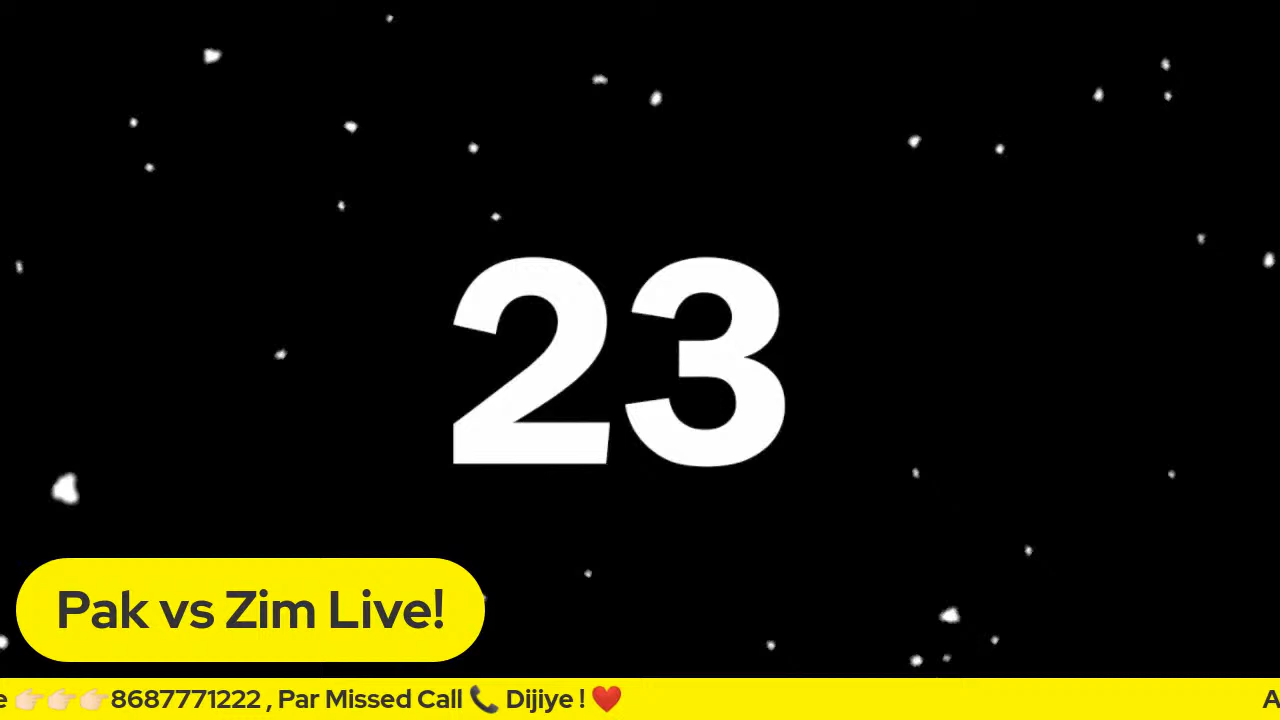 23
Pak vs Zim Live!
e 👉🏻👉🏻👉🏻8687771222 , Par Missed Call 📞 Dijiye ! ❤️ A